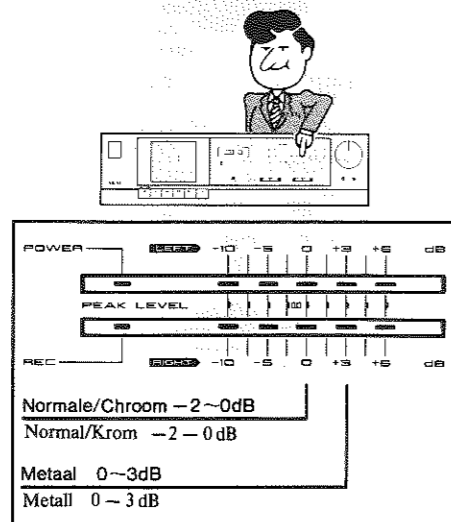 POWER LEFT -10 -5 0 +3 +6 dB
PEAK LEVEL
REC RIGHT -10 -5 0 +3 +6 dB
Normale/Chroom −2~0dB
Normal/Krom −2 – 0 dB
Metaal 0~3dB
Metall 0 – 3 dB